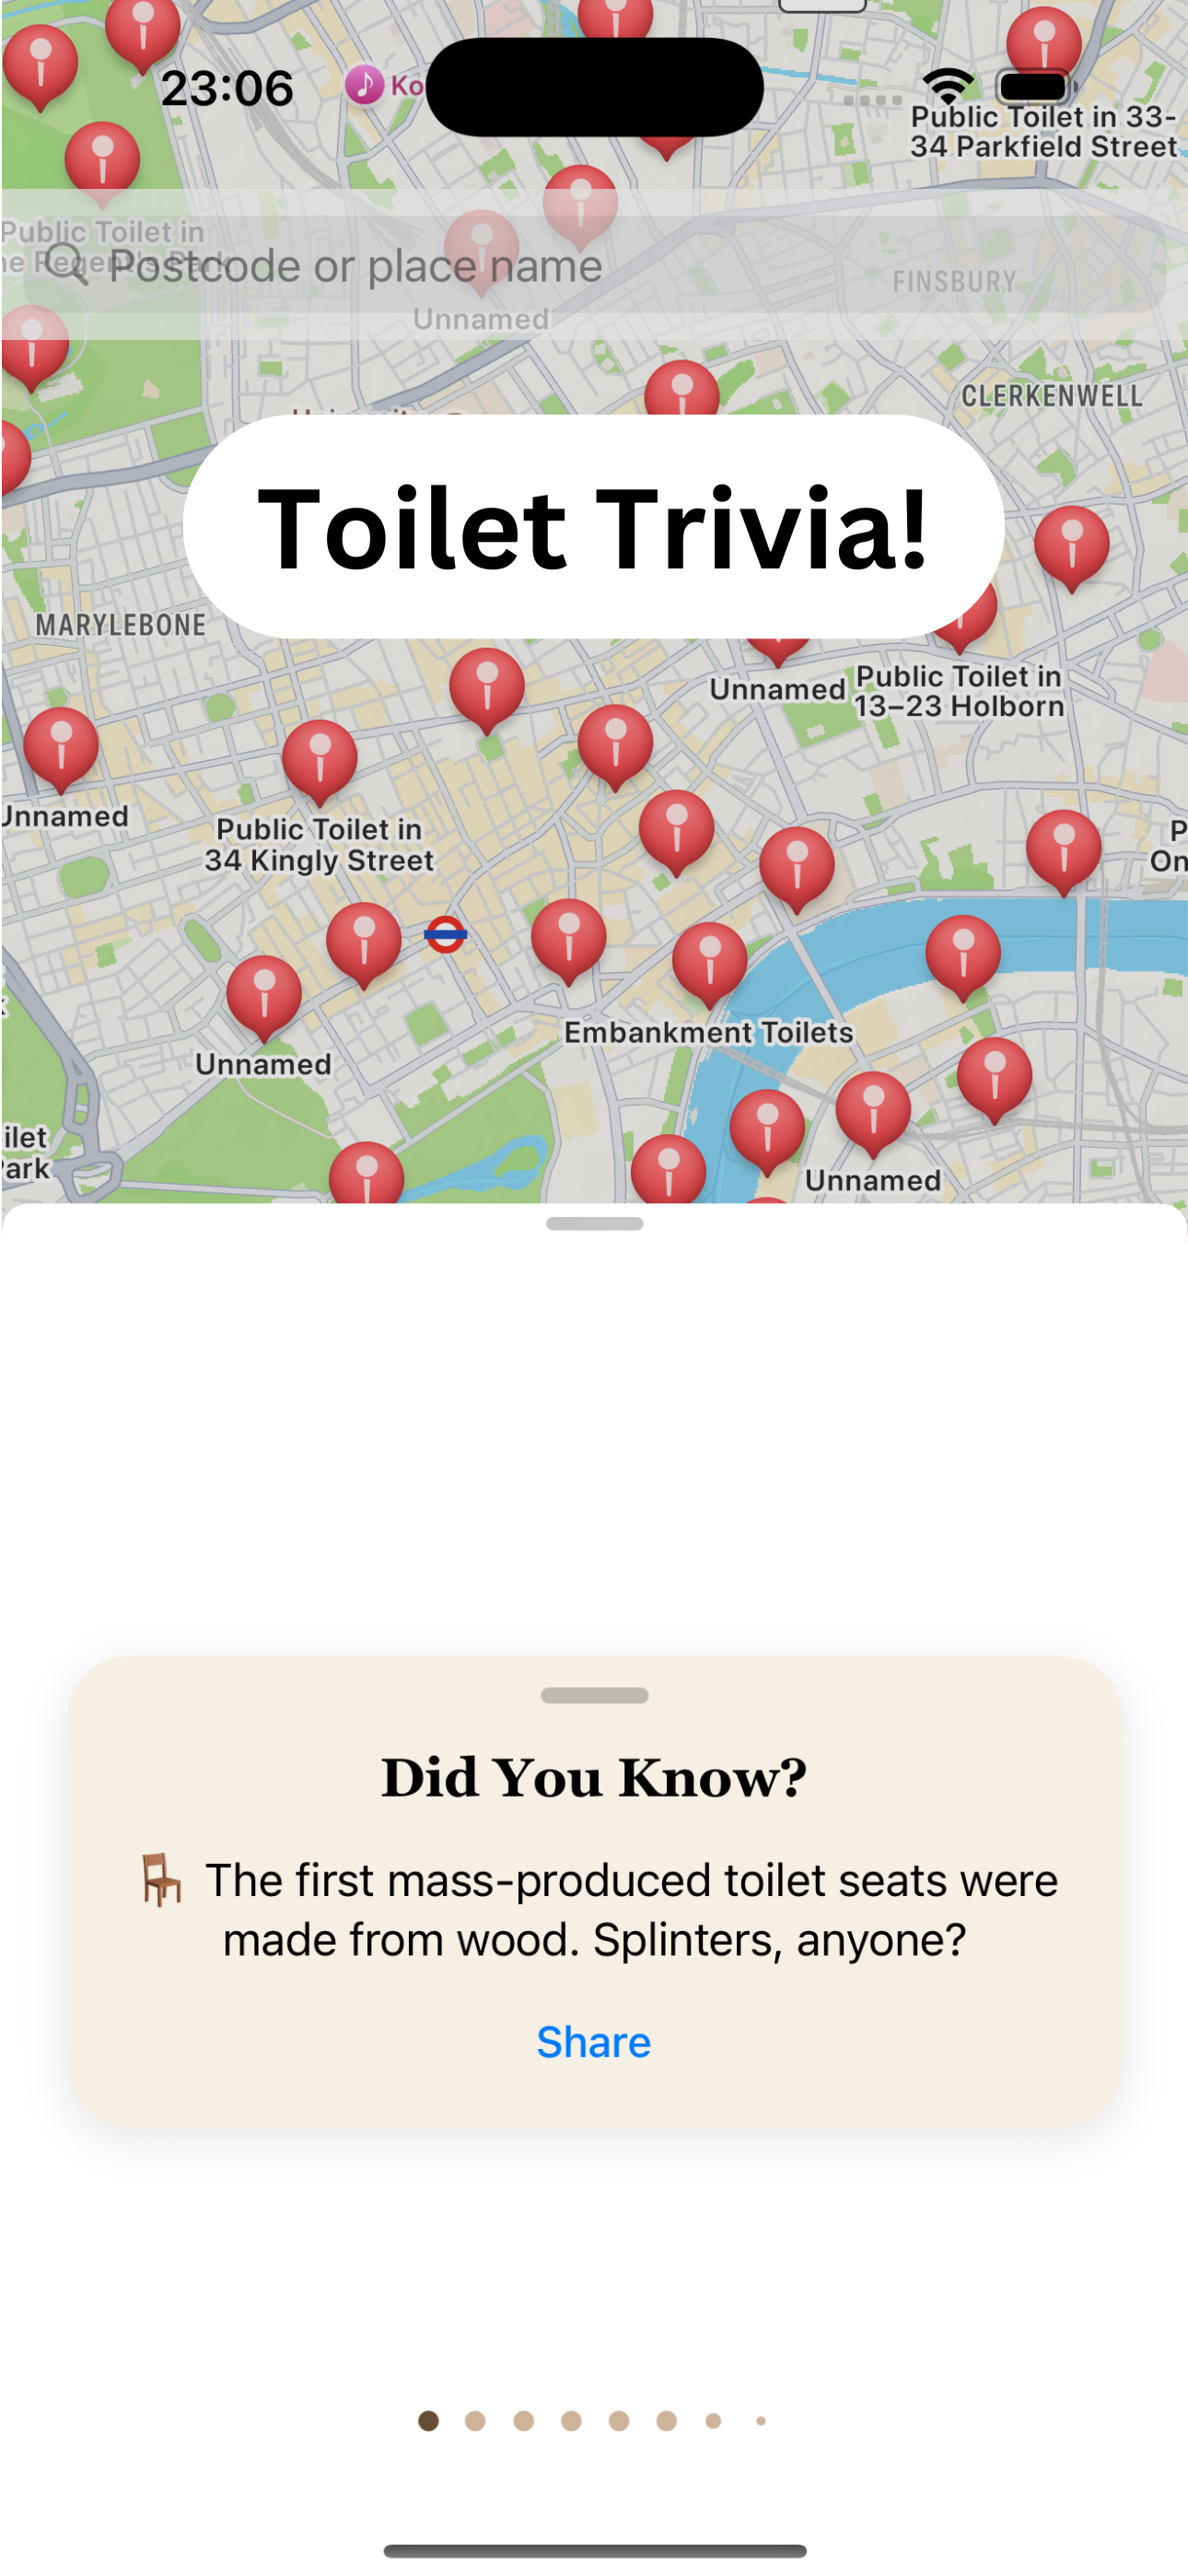 23:06
Ko
Public Toilet in 33-
34 Parkfield Street
Public Toilet in
Regent's Park
Postcode or place name
FINSBURY
Unnamed
CLERKENWELL
Toilet Trivia!
MARYLEBONE
Unnamed
Public Toilet in
13–23 Holborn
Unnamed
Public Toilet in
34 Kingly Street
P
On
Embankment Toilets
Unnamed
ilet
ark
Unnamed
Did You Know?
The first mass-produced toilet seats were
made from wood. Splinters, anyone?
Share